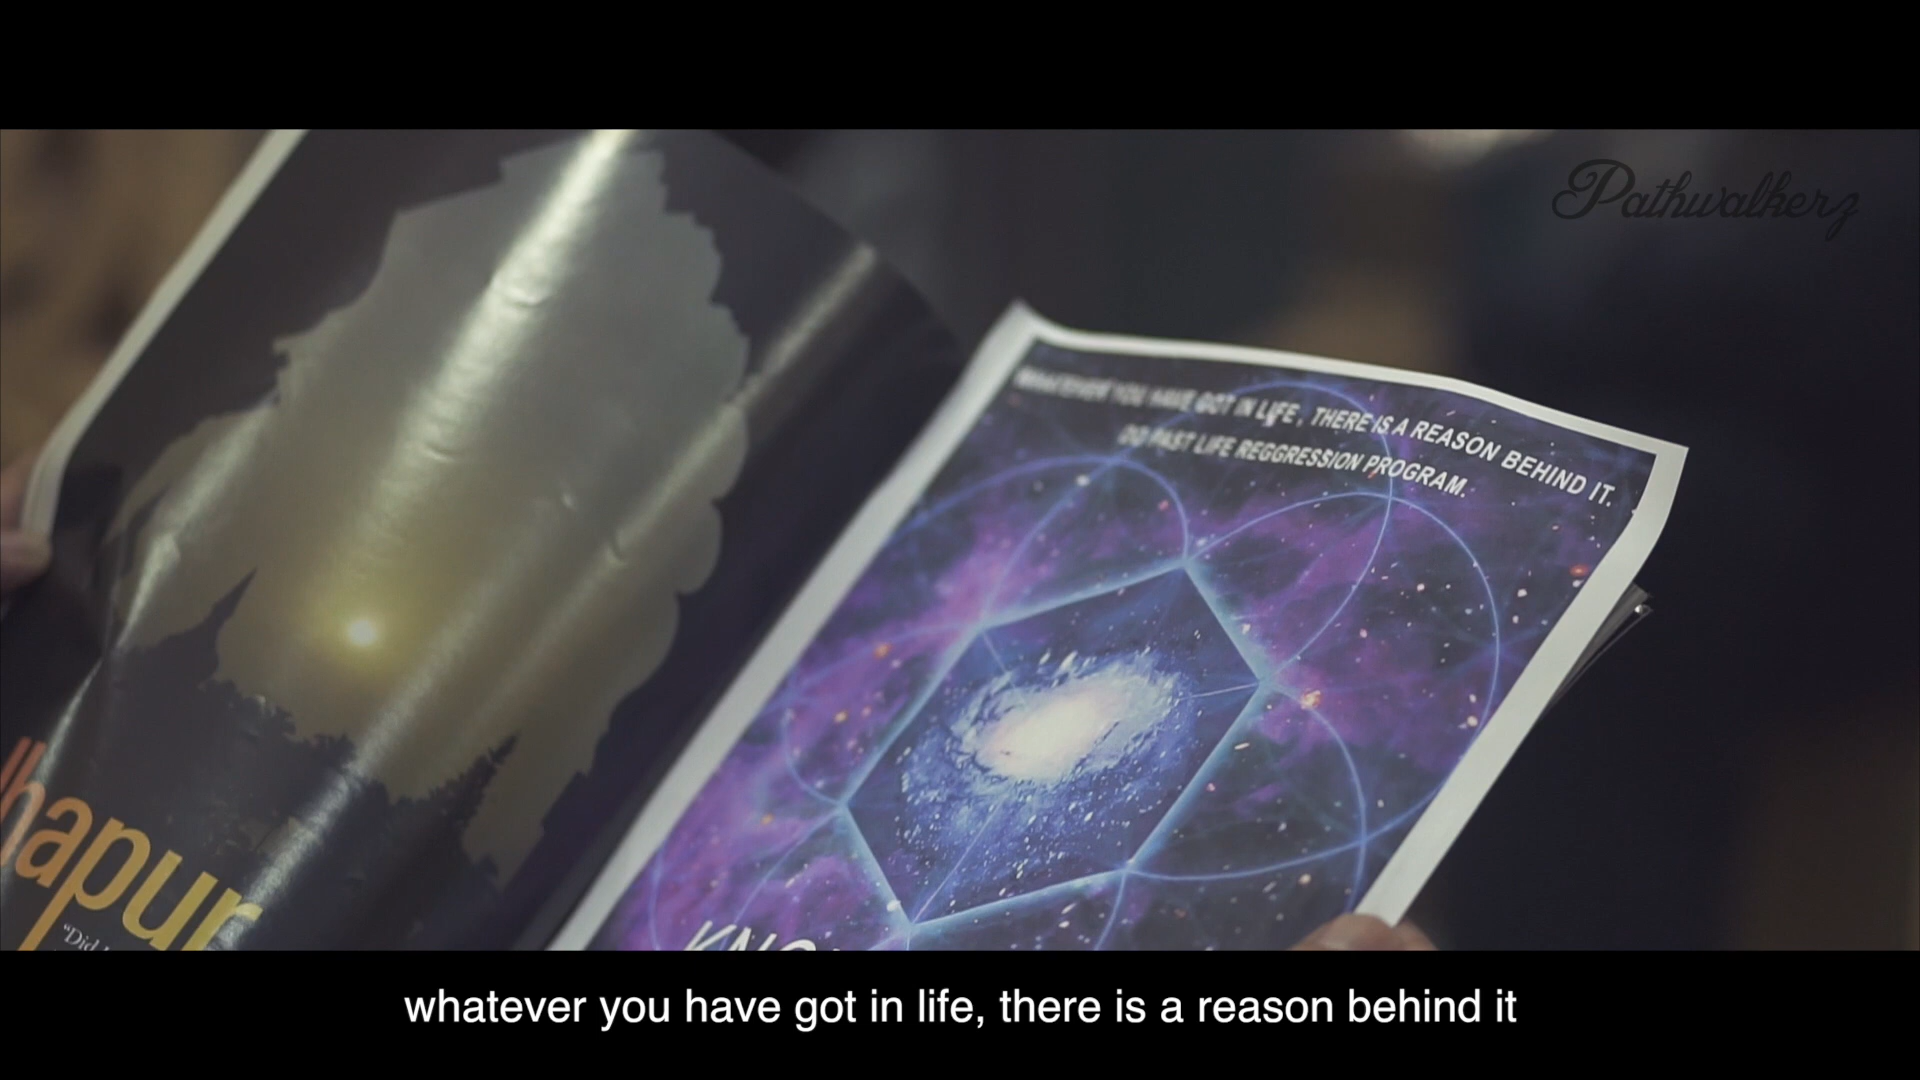 Pathwalkerz
WHATEVER YOU HAVE GOT IN LIFE, THERE IS A REASON BEHIND IT.
DO PAST LIFE REGGRESSION PROGRAM.
hapur
"Did
whatever you have got in life, there is a reason behind it